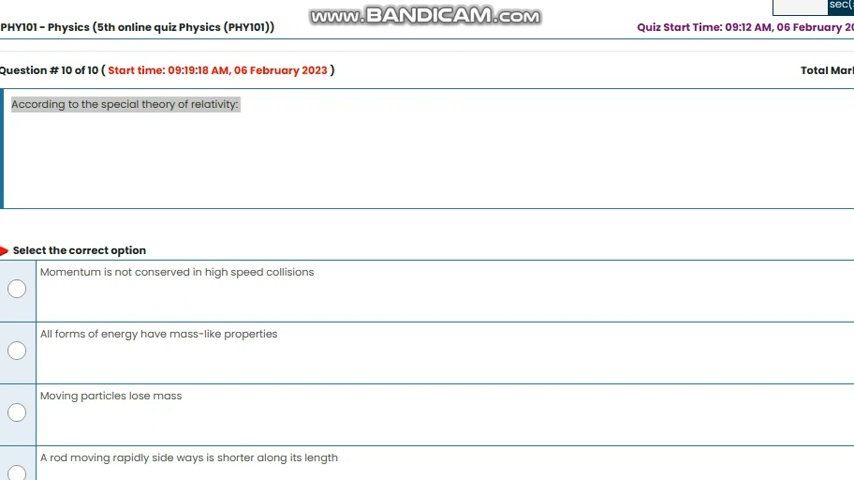 sec(s
WWW.BANDICAM.COM
PHY101 - Physics (5th online quiz Physics (PHY101))
Quiz Start Time: 09:12 AM, 06 February 20
Question # 10 of 10 ( Start time: 09:19:18 AM, 06 February 2023 )
Total Mar
According to the special theory of relativity:
Select the correct option
Momentum is not conserved in high speed collisions
All forms of energy have mass-like properties
Moving particles lose mass
A rod moving rapidly side ways is shorter along its length